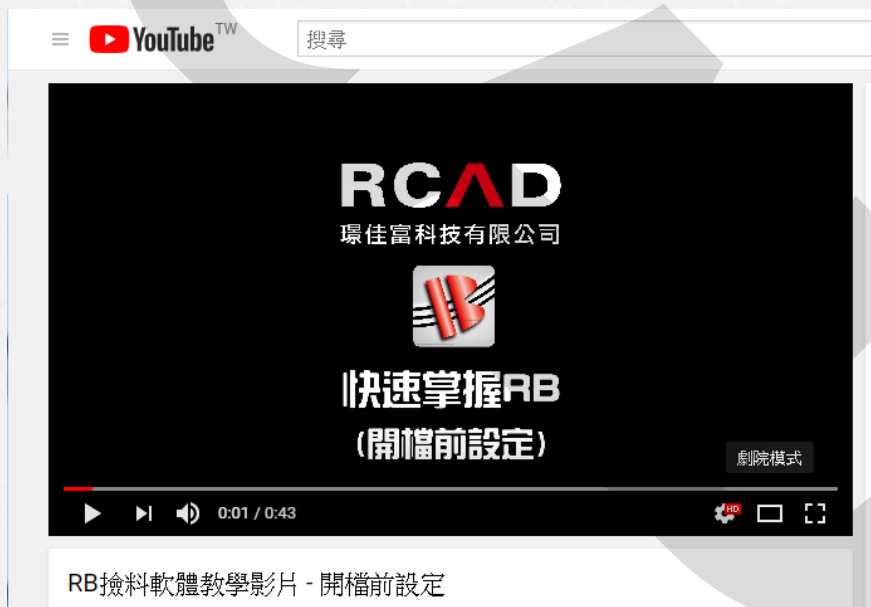 YouTube TW
搜尋
RCAD
環佳富科技有限公司
快速掌握RB
(開檔前設定)
劇院模式
0:01 / 0:43
HD
RB撿料軟體教學影片 - 開檔前設定